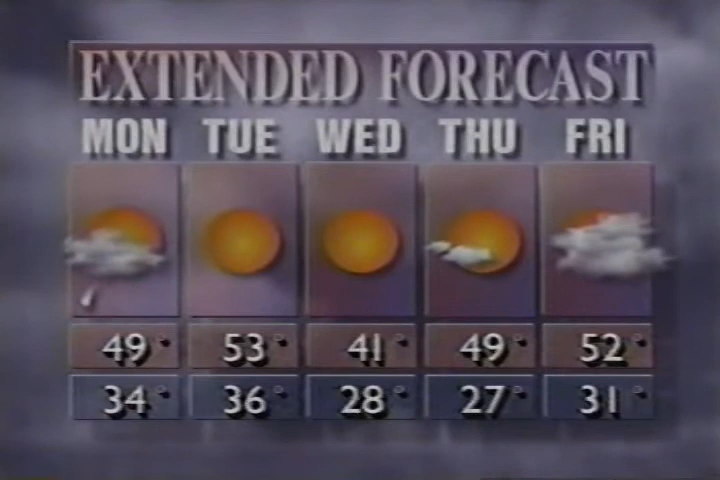 EXTENDED FORECAST
MON TUE WED THU FRI
49° 53° 41° 49° 52°
34° 36° 28° 27° 31°